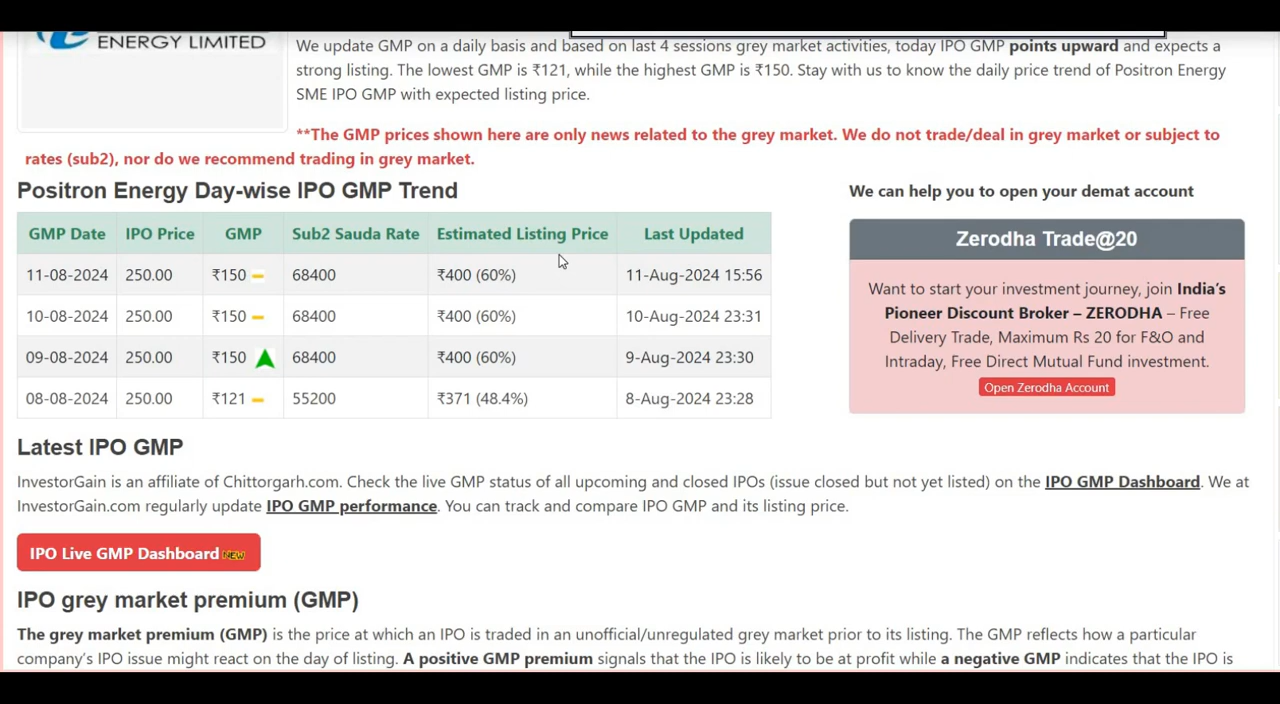 ENERGY LIMITED
We update GMP on a daily basis and based on last 4 sessions grey market activities, today IPO GMP points upward and expects a
strong listing. The lowest GMP is ₹121, while the highest GMP is ₹150. Stay with us to know the daily price trend of Positron Energy
SME IPO GMP with expected listing price.
**The GMP prices shown here are only news related to the grey market. We do not trade/deal in grey market or subject to
rates (sub2), nor do we recommend trading in grey market.
Positron Energy Day-wise IPO GMP Trend
GMP Date IPO Price GMP Sub2 Sauda Rate Estimated Listing Price Last Updated
11-08-2024 250.00 ₹150 68400 ₹400 (60%) 11-Aug-2024 15:56
10-08-2024 250.00 ₹150 68400 ₹400 (60%) 10-Aug-2024 23:31
09-08-2024 250.00 ₹150 68400 ₹400 (60%) 9-Aug-2024 23:30
08-08-2024 250.00 ₹121 55200 ₹371 (48.4%) 8-Aug-2024 23:28
We can help you to open your demat account
Zerodha Trade@20
Want to start your investment journey, join India's
Pioneer Discount Broker – ZERODHA – Free
Delivery Trade, Maximum Rs 20 for F&O and
Intraday, Free Direct Mutual Fund investment.
Open Zerodha Account
Latest IPO GMP
InvestorGain is an affiliate of Chittorgarh.com. Check the live GMP status of all upcoming and closed IPOs (issue closed but not yet listed) on the IPO GMP Dashboard. We at
InvestorGain.com regularly update IPO GMP performance. You can track and compare IPO GMP and its listing price.
IPO Live GMP Dashboard NEW
IPO grey market premium (GMP)
The grey market premium (GMP) is the price at which an IPO is traded in an unofficial/unregulated grey market prior to its listing. The GMP reflects how a particular
company's IPO issue might react on the day of listing. A positive GMP premium signals that the IPO is likely to be at profit while a negative GMP indicates that the IPO is